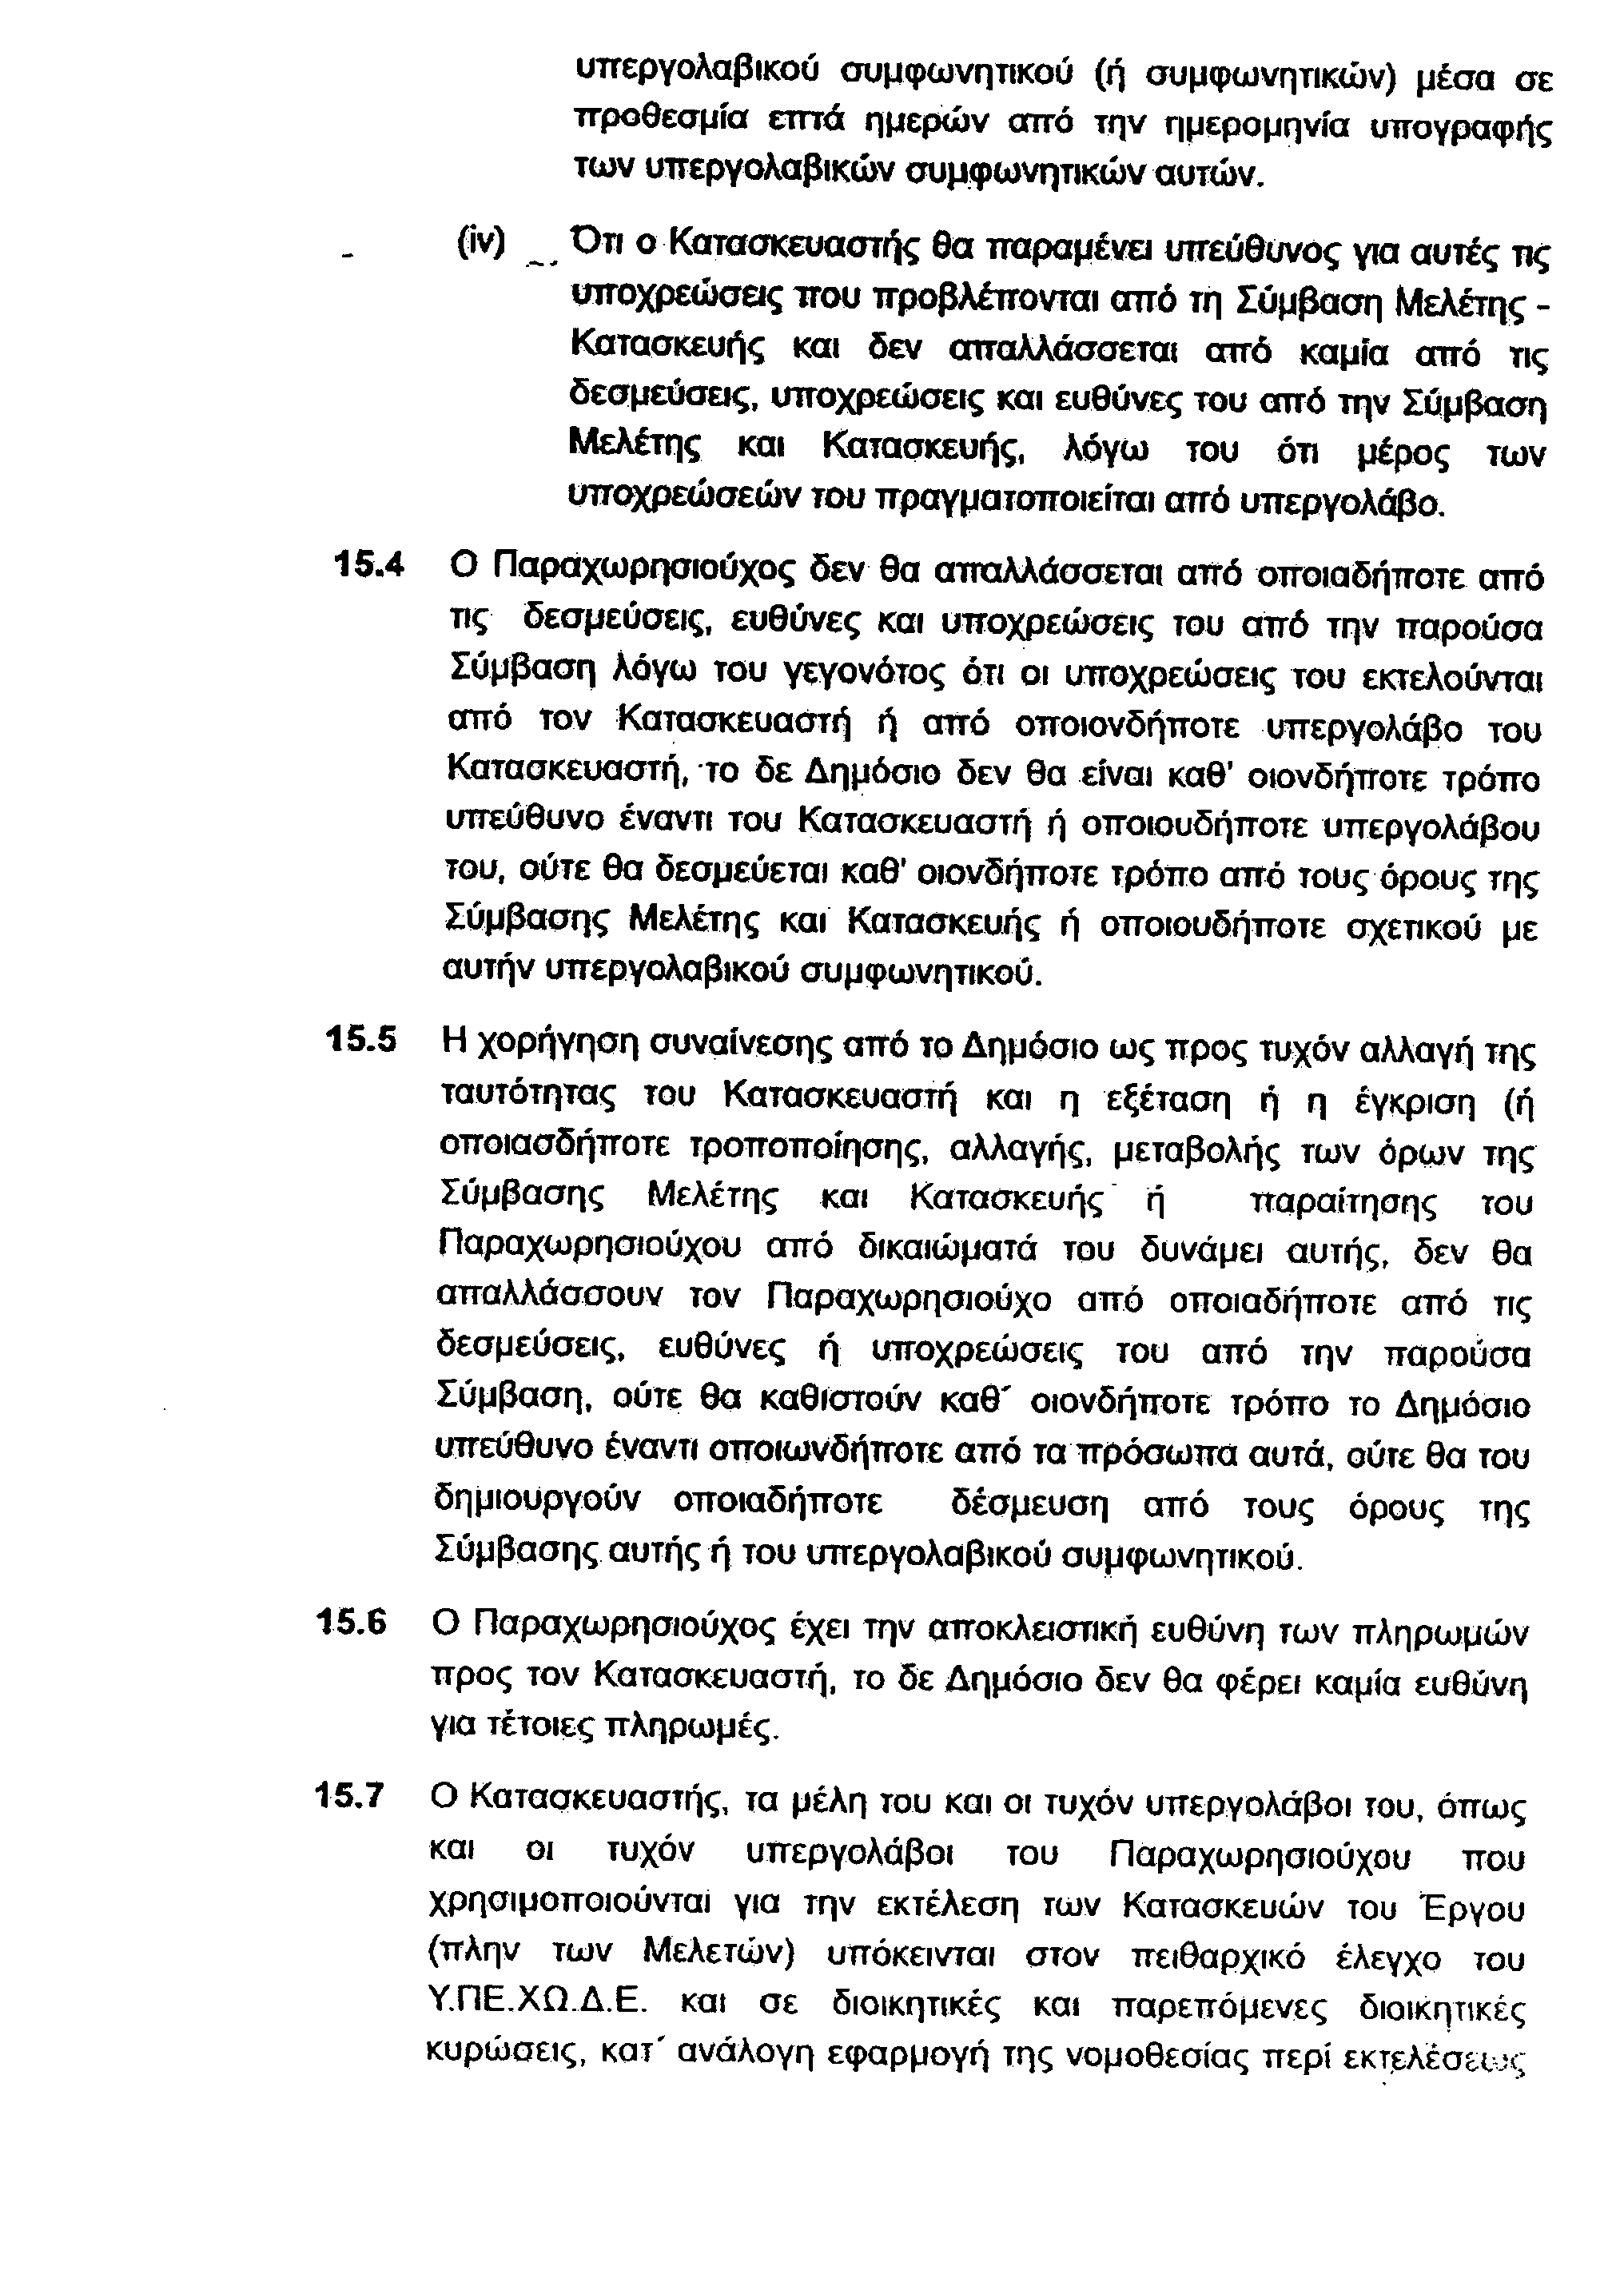 υπεργολαβικού συμφωνητικού (ή συμφωνητικών) μέσα σε
προθεσμία επτά ημερών από την ημερομηνία υπογραφής
των υπεργολαβικών συμφωνητικών αυτών.
(iv) Ότι ο Κατασκευαστής θα παραμένει υπεύθυνος για αυτές τις
υποχρεώσεις που προβλέπονται από τη Σύμβαση Μελέτης -
Κατασκευής και δεν απαλλάσσεται από καμία από τις
δεσμεύσεις, υποχρεώσεις και ευθύνες του από την Σύμβαση
Μελέτης και Κατασκευής, λόγω του ότι μέρος των
υποχρεώσεών του πραγματοποιείται από υπεργολάβο.
15.4 Ο Παραχωρησιούχος δεν θα απαλλάσσεται από οποιαδήποτε από
τις δεσμεύσεις, ευθύνες και υποχρεώσεις του από την παρούσα
Σύμβαση λόγω του γεγονότος ότι οι υποχρεώσεις του εκτελούνται
από τον Κατασκευαστή ή από οποιονδήποτε υπεργολάβο του
Κατασκευαστή, το δε Δημόσιο δεν θα είναι καθ' οιονδήποτε τρόπο
υπεύθυνο έναντι του Κατασκευαστή ή οποιουδήποτε υπεργολάβου
του, ούτε θα δεσμεύεται καθ' οιονδήποτε τρόπο από τους όρους της
Σύμβασης Μελέτης και Κατασκευής ή οποιουδήποτε σχετικού με
αυτήν υπεργολαβικού συμφωνητικού.
15.5 Η χορήγηση συναίνεσης από το Δημόσιο ως προς τυχόν αλλαγή της
ταυτότητας του Κατασκευαστή και η εξέταση ή η έγκριση (ή
οποιασδήποτε τροποποίησης, αλλαγής, μεταβολής των όρων της
Σύμβασης Μελέτης και Κατασκευής ή παραίτησης του
Παραχωρησιούχου από δικαιώματά του δυνάμει αυτής, δεν θα
απαλλάσσουν τον Παραχωρησιούχο από οποιαδήποτε από τις
δεσμεύσεις, ευθύνες ή υποχρεώσεις του από την παρούσα
Σύμβαση, ούτε θα καθιστούν καθ΄ οιονδήποτε τρόπο το Δημόσιο
υπεύθυνο έναντι οποιωνδήποτε από τα πρόσωπα αυτά, ούτε θα του
δημιουργούν οποιαδήποτε δέσμευση από τους όρους της
Σύμβασης αυτής ή του υπεργολαβικού συμφωνητικού.
15.6 Ο Παραχωρησιούχος έχει την αποκλειστική ευθύνη των πληρωμών
προς τον Κατασκευαστή, το δε Δημόσιο δεν θα φέρει καμία ευθύνη
για τέτοιες πληρωμές.
15.7 Ο Κατασκευαστής, τα μέλη του και οι τυχόν υπεργολάβοι του, όπως
και οι τυχόν υπεργολάβοι του Παραχωρησιούχου που
χρησιμοποιούνται για την εκτέλεση των Κατασκευών του Έργου
(πλην των Μελετών) υπόκεινται στον πειθαρχικό έλεγχο του
Υ.ΠΕ.ΧΩ.Δ.Ε. και σε διοικητικές και παρεπόμενες διοικητικές
κυρώσεις, κατ΄ ανάλογη εφαρμογή της νομοθεσίας περί εκτελέσεως